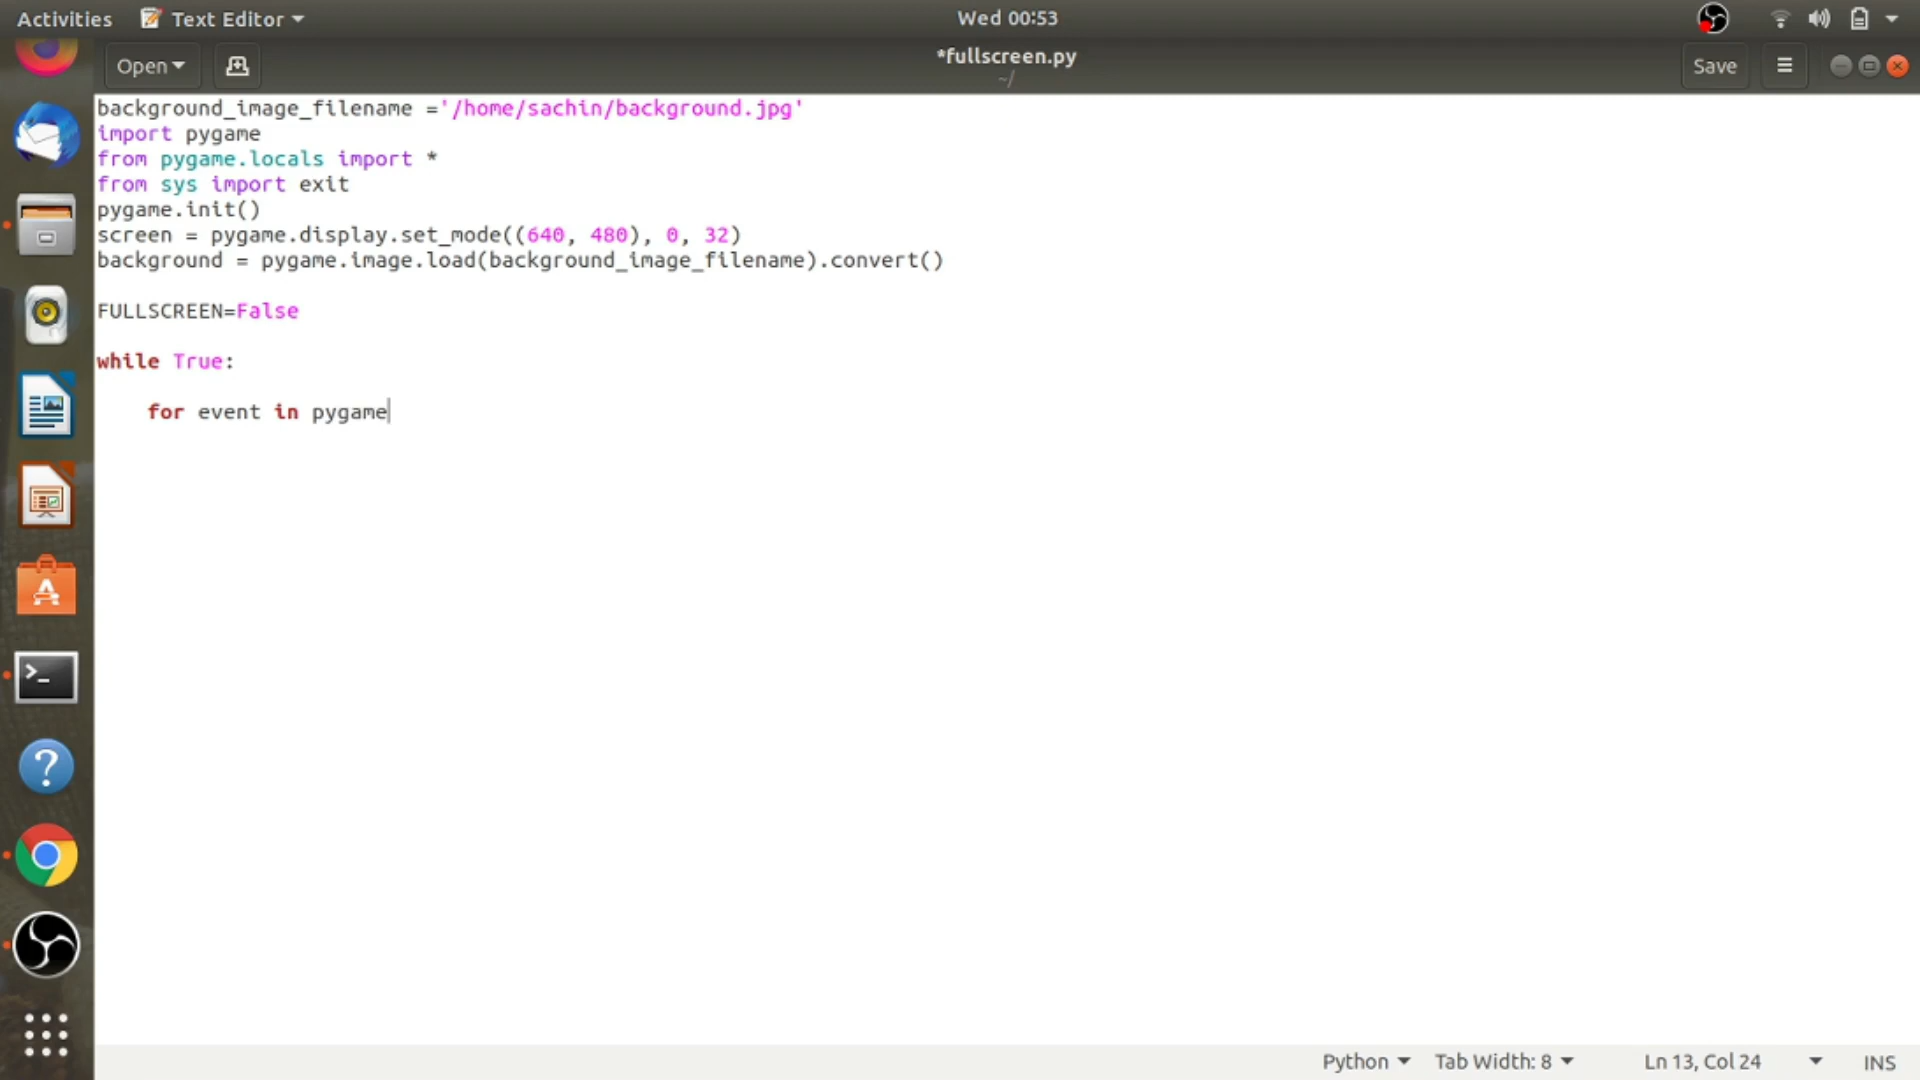 Activities Text Editor Wed 00:53
Open *fullscreen.py Save
~/
background_image_filename ='/home/sachin/background.jpg'
import pygame
from pygame.locals import *
from sys import exit
pygame.init()
screen = pygame.display.set_mode((640, 480), 0, 32)
background = pygame.image.load(background_image_filename).convert()
FULLSCREEN=False
while True:
for event in pygame
Python Tab Width: 8 Ln 13, Col 24 INS